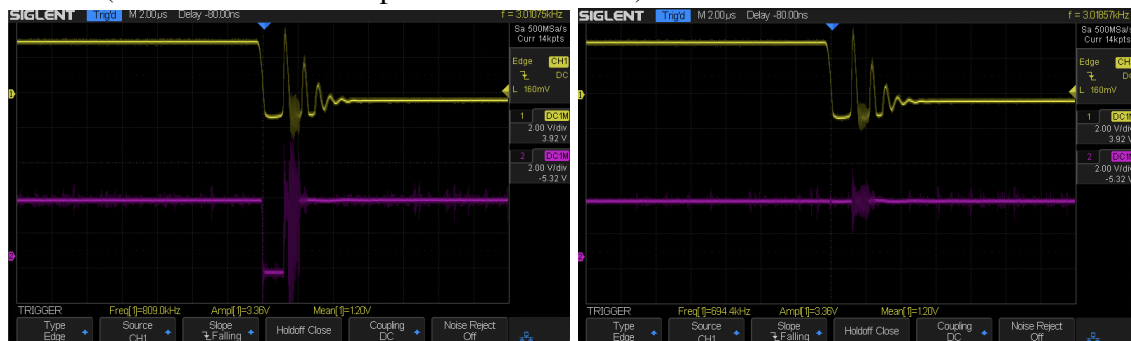 SIGLENT Trig'd M 2.00µs Delay -80.00ns f = 3.01075kHz
Sa 500MSa/s
Curr 14kpts
Edge CH1
DC
L 160mV
1 DC1M
2.00 V/div
3.92 V
2 DC1M
2.00 V/div
-5.32 V
TRIGGER Freq[1]=809.0kHz Ampl[1]=3.36V Mean[1]=1.20V
Type Edge
Source CH1
Slope Falling
Holdoff Close
Coupling DC
Noise Reject Off
SIGLENT Trig'd M 2.00µs Delay -80.00ns f = 3.01857kHz
Sa 500MSa/s
Curr 14kpts
Edge CH1
DC
L 160mV
1 DC1M
2.00 V/div
3.92 V
2 DC1M
2.00 V/div
-5.32 V
TRIGGER Freq[1]=694.4kHz Ampl[1]=3.36V Mean[1]=1.20V
Type Edge
Source CH1
Slope Falling
Holdoff Close
Coupling DC
Noise Reject Off